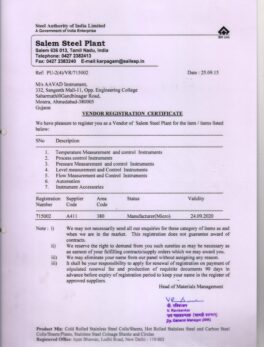 Steel Authority of India Limited
A Government of India Enterprise
Salem Steel Plant
Salem 636 013, Tamil Nadu, India
Telephone: 0427 2382413
Fax: 0427 2383240 E-mail:karpagam@sailssp.in
Ref: PU-2(4)/VR/715002 Date : 25.09.15
M/s AAVAD Instrument,
332, Sangath Mall-11, Opp. Engineering College
Motera, Ahmedabad-380005
Gujarat
VENDOR REGISTRATION CERTIFICATE
We have pleasure to register you as a Vendor of Salem Steel Plant for the item / items listed
below:
SNo Description
1. Temperature Measurement and control Instruments
2. Process control Instruments
3. Pressure Measurement and control Instruments
4. Level measurement and Control Instruments
5. Flow Measurement and Control Instruments
6. Automation
7. Instrument Accessories
Registration Supplier Area Status Validity
Number Code Code
715002 A411 380 Manufacturer(Micro) 24.09.2020
Note : i) We may not necessarily send all our enquiries for these category of items as and
when we are in the market. This registration does not guarantee award of
contracts.
ii) We reserve the right to demand from you such sureties as may be necessary as
an earnest of your fulfilling contracts/supply orders which we may award you.
iii) We may eliminate your name from our panel without assigning any reason.
iv) It shall be your responsibility to apply for renewal of registration on payment of
stipulated renewal fee and production of requisite documents 90 days in
advance before expiry of registration period to keep your name in the register of
approved suppliers.
Head of Materials Management
Product Mix: Cold Rolled Stainless Steel Coils/Sheets, Hot Rolled Stainless Steel and Carbon Steel
Coils/Sheets/Plates, Stainless Steel Coinage Blanks and Circles
Registered Office: Ispat Bhawan, Lodhi Road, New Delhi - 110 003